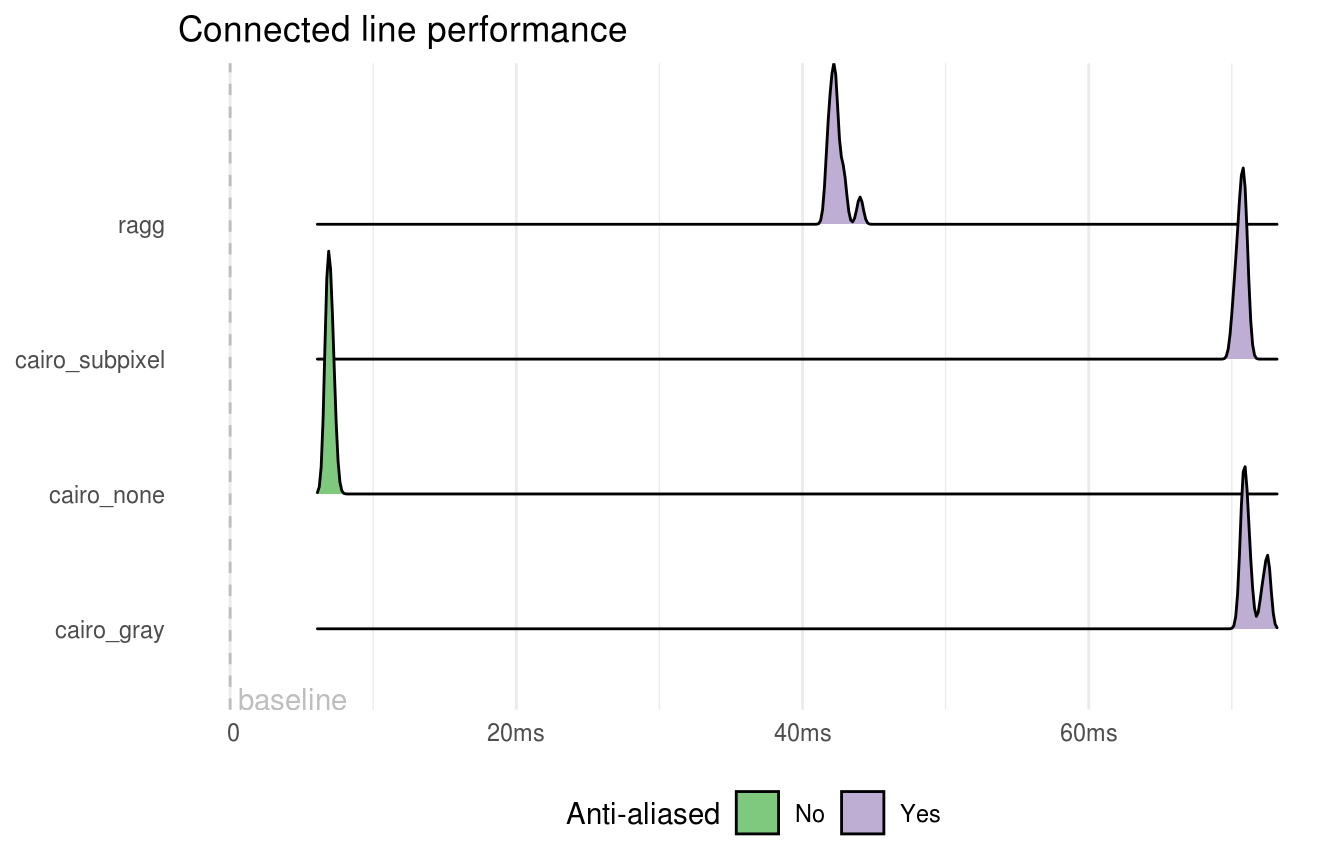 Connected line performance
ragg
cairo_subpixel
cairo_none
cairo_gray
baseline
0 20ms 40ms 60ms
Anti-aliased No Yes